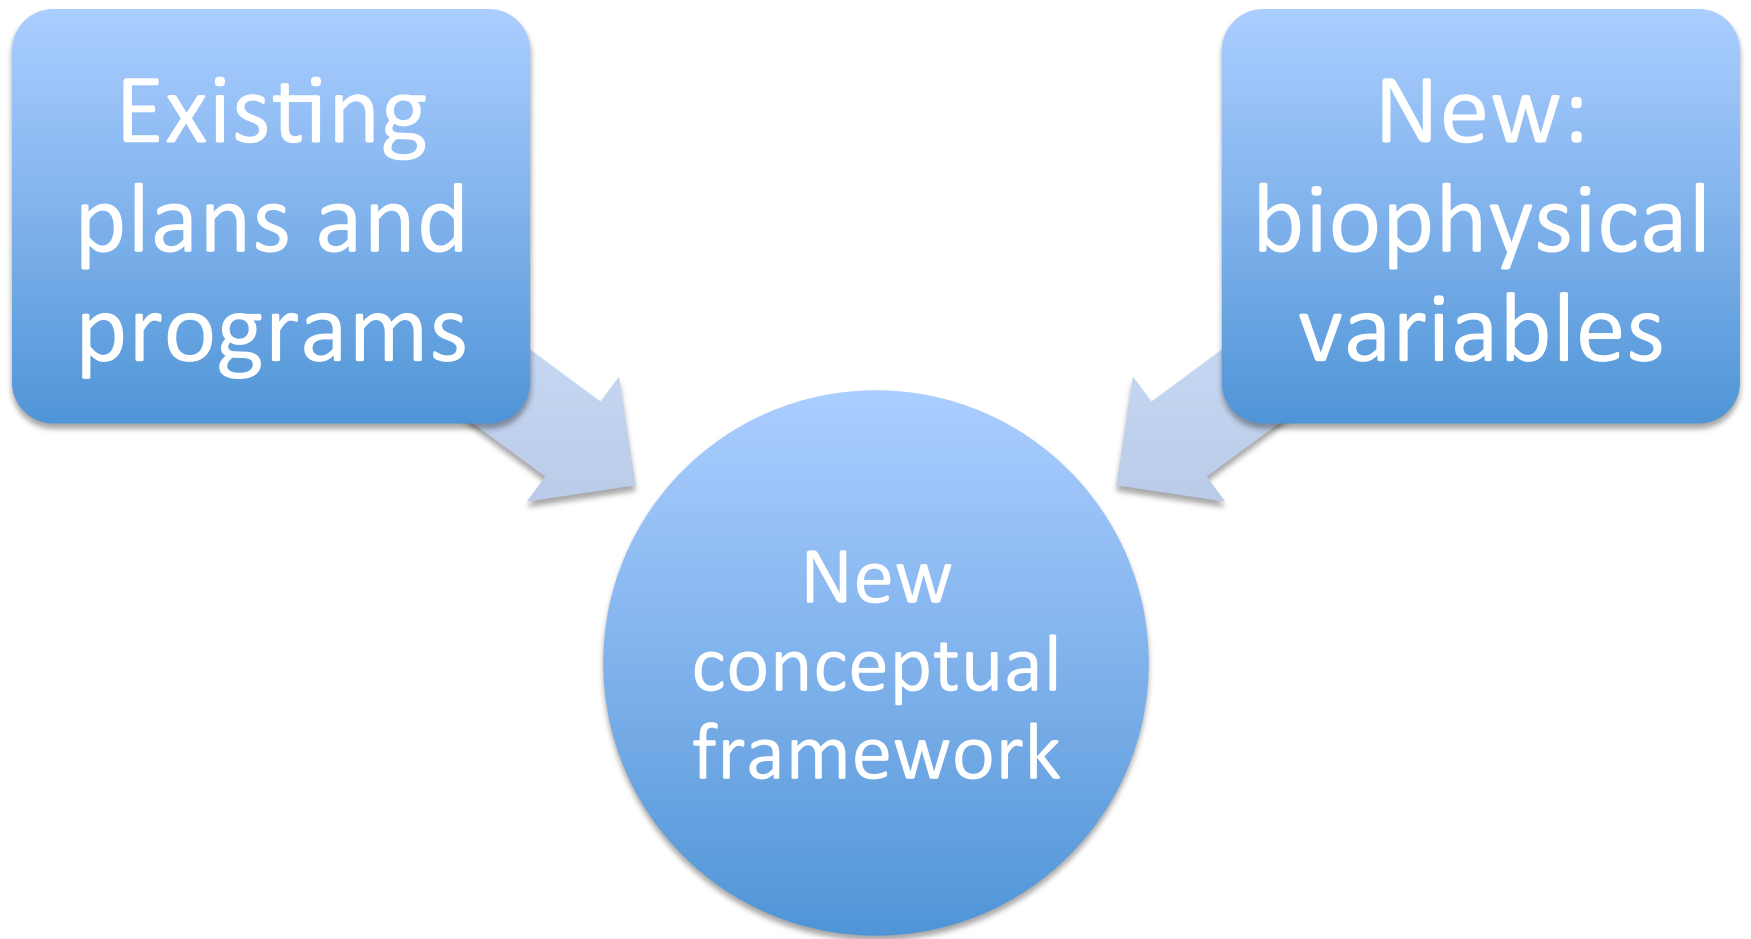 Existing
plans and
programs
New:
biophysical
variables
New
conceptual
framework